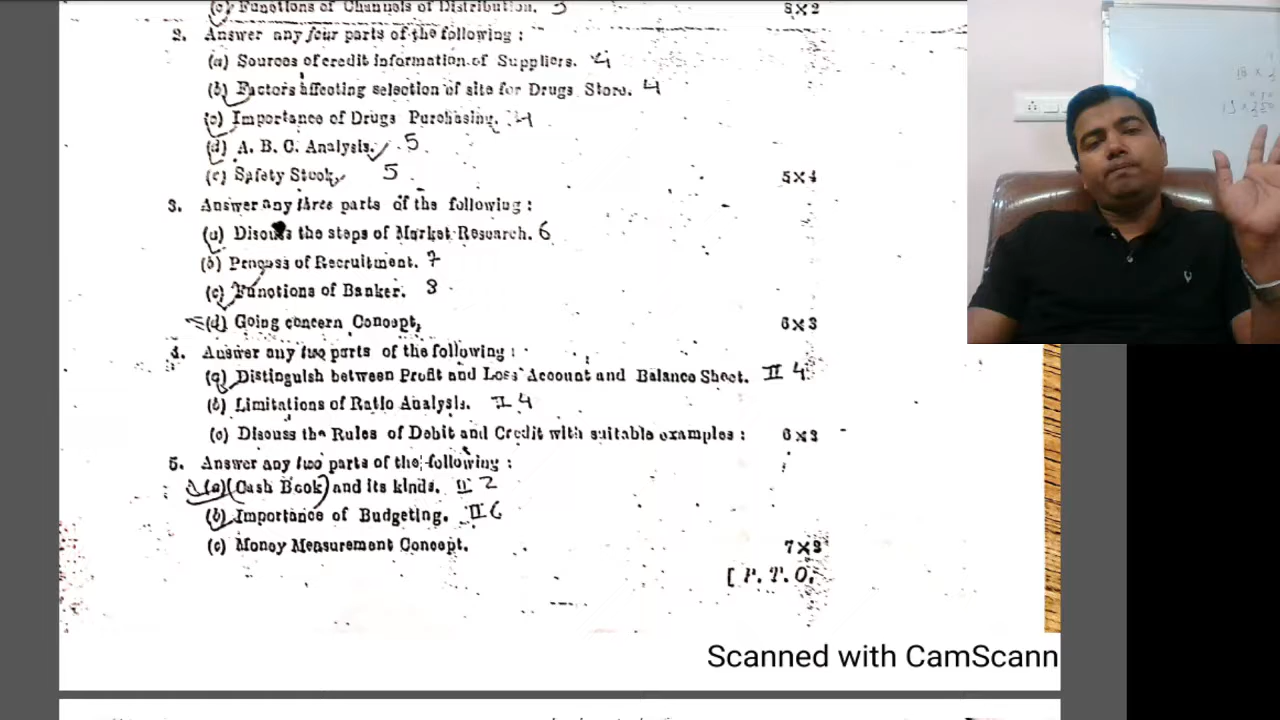 (c) Functions of Channels of Distribution. 3
5×2
2. Answer any four parts of the following :
(a) Sources of credit information of Suppliers. 4
(b) Factors affecting selection of site for Drugs Store. 4
(c) Importance of Drugs Purchasing. 4
(d) A. B. C. Analysis. 5
(e) Safety Stock. 5
5×4
3. Answer any three parts of the following :
(a) Discuss the steps of Market Research. 6
(b) Process of Recruitment. 7
(c) Functions of Banker. 8
(d) Going concern Concept.
6×3
4. Answer any two parts of the following :
(a) Distinguish between Profit and Loss Account and Balance Sheet. II 4
(b) Limitations of Ratio Analysis. II 4
(c) Discuss the Rules of Debit and Credit with suitable examples : 6×2
5. Answer any two parts of the following :
(a) (Cash Book) and its kinds. II 2
(b) Importance of Budgeting. II 6
(c) Money Measurement Concept. 7×2
[ P. T. O.
Scanned with CamScann